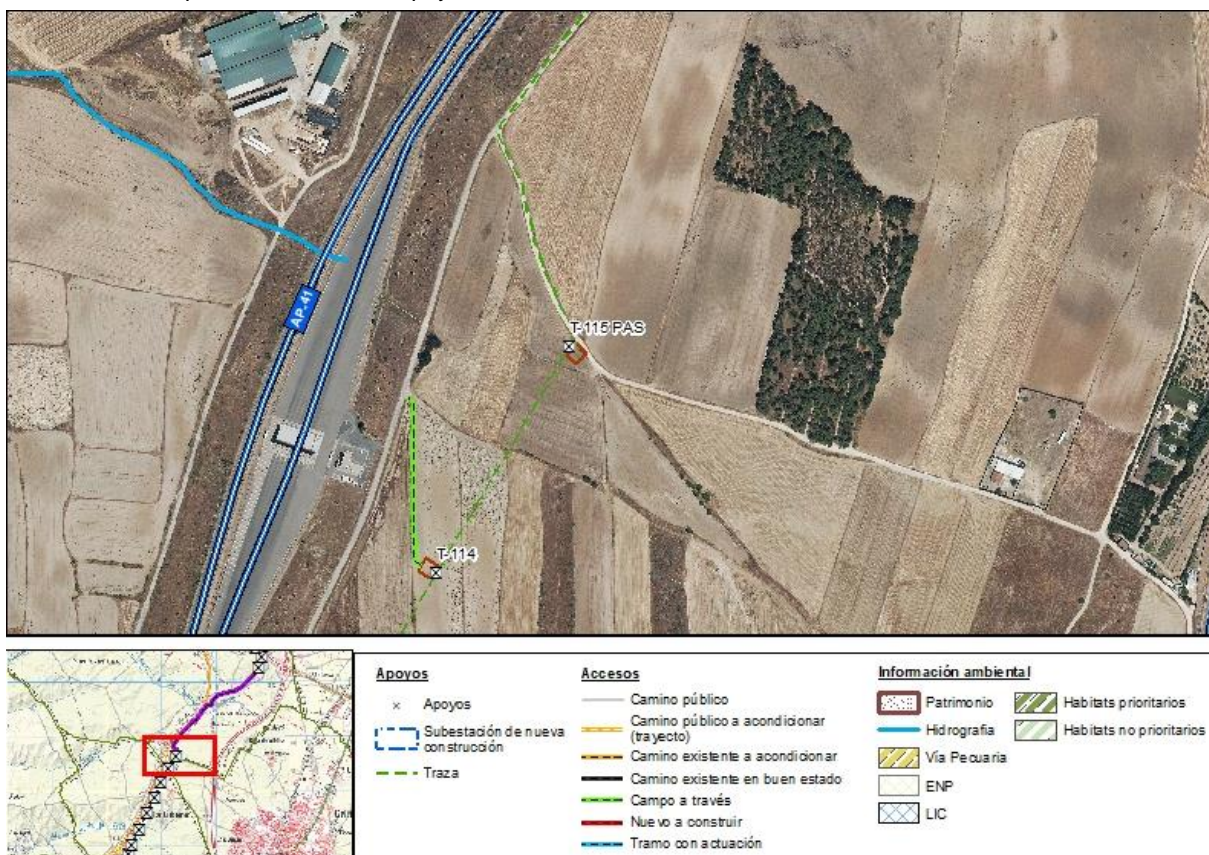 AP-41
T-115 PAS
T-114
Apoyos
Apoyos
Subestación de nueva
construcción
Traza
Accesos
Camino público
Camino público a acondicionar
(trayecto)
Camino existente a acondicionar
Camino existente en buen estado
Campo a través
Nuevo a construir
Tramo con actuación
Información ambiental
Patrimonio
Hidrografía
Vía Pecuaria
ENP
LIC
Habitats prioritarios
Habitats no prioritarios